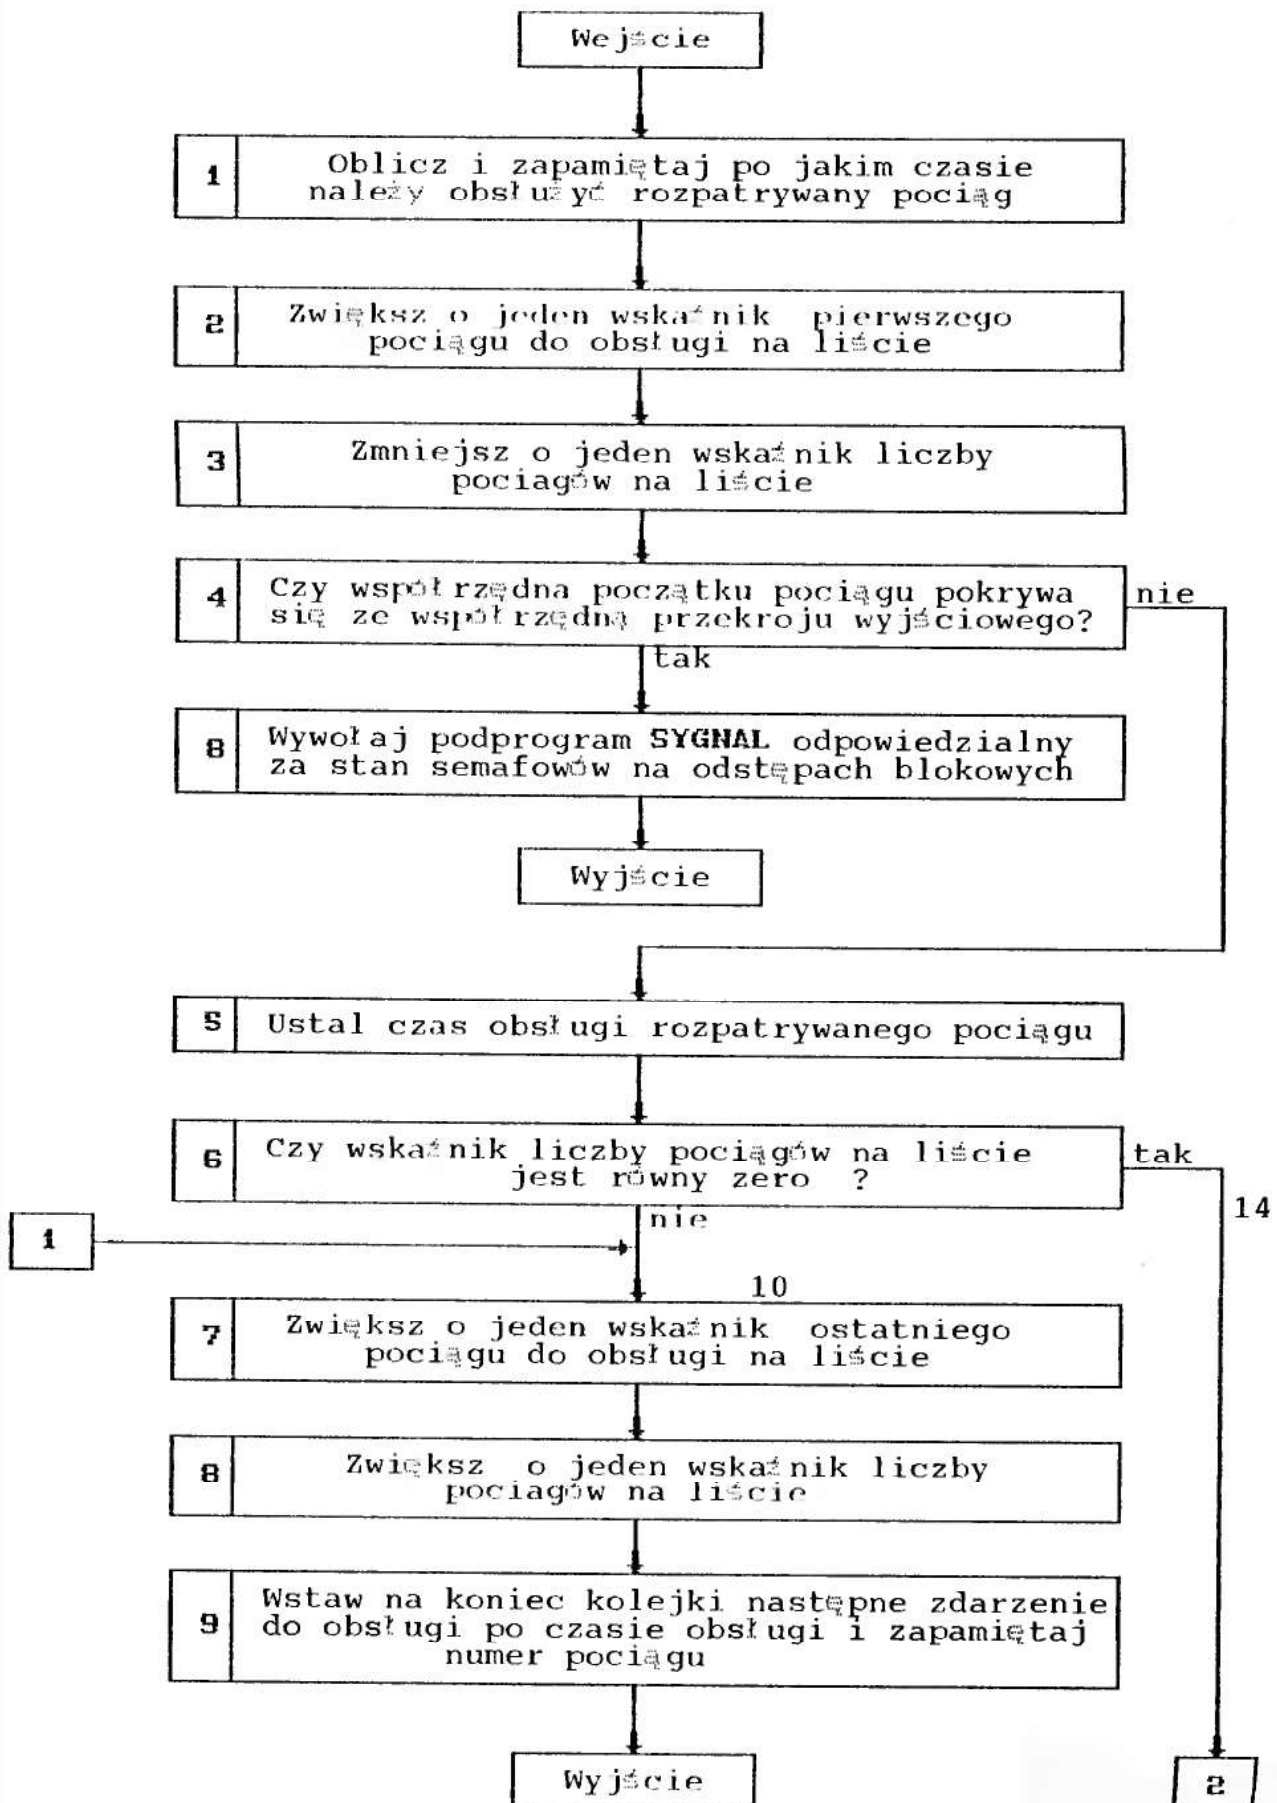 Wejście
1
Oblicz i zapamiętaj po jakim czasie
należy obsłużyć rozpatrywany pociąg
2
Zwiększ o jeden wskaźnik pierwszego
pociągu do obsługi na liście
3
Zmniejsz o jeden wskaźnik liczby
pociagów na liście
4
Czy współrzędna początku pociągu pokrywa
się ze współrzędną przekroju wyjściowego?
nie
tak
8
Wywołaj podprogram SYGNAL odpowiedzialny
za stan semafowów na odstępach blokowych
Wyjście
5
Ustal czas obsługi rozpatrywanego pociągu
6
Czy wskaźnik liczby pociągów na liście
jest równy zero ?
tak
14
nie
1
10
7
Zwiększ o jeden wskaźnik ostatniego
pociągu do obsługi na liście
8
Zwiększ o jeden wskaźnik liczby
pociagów na liście
9
Wstaw na koniec kolejki następne zdarzenie
do obsługi po czasie obsługi i zapamiętaj
numer pociągu
Wyjście
2